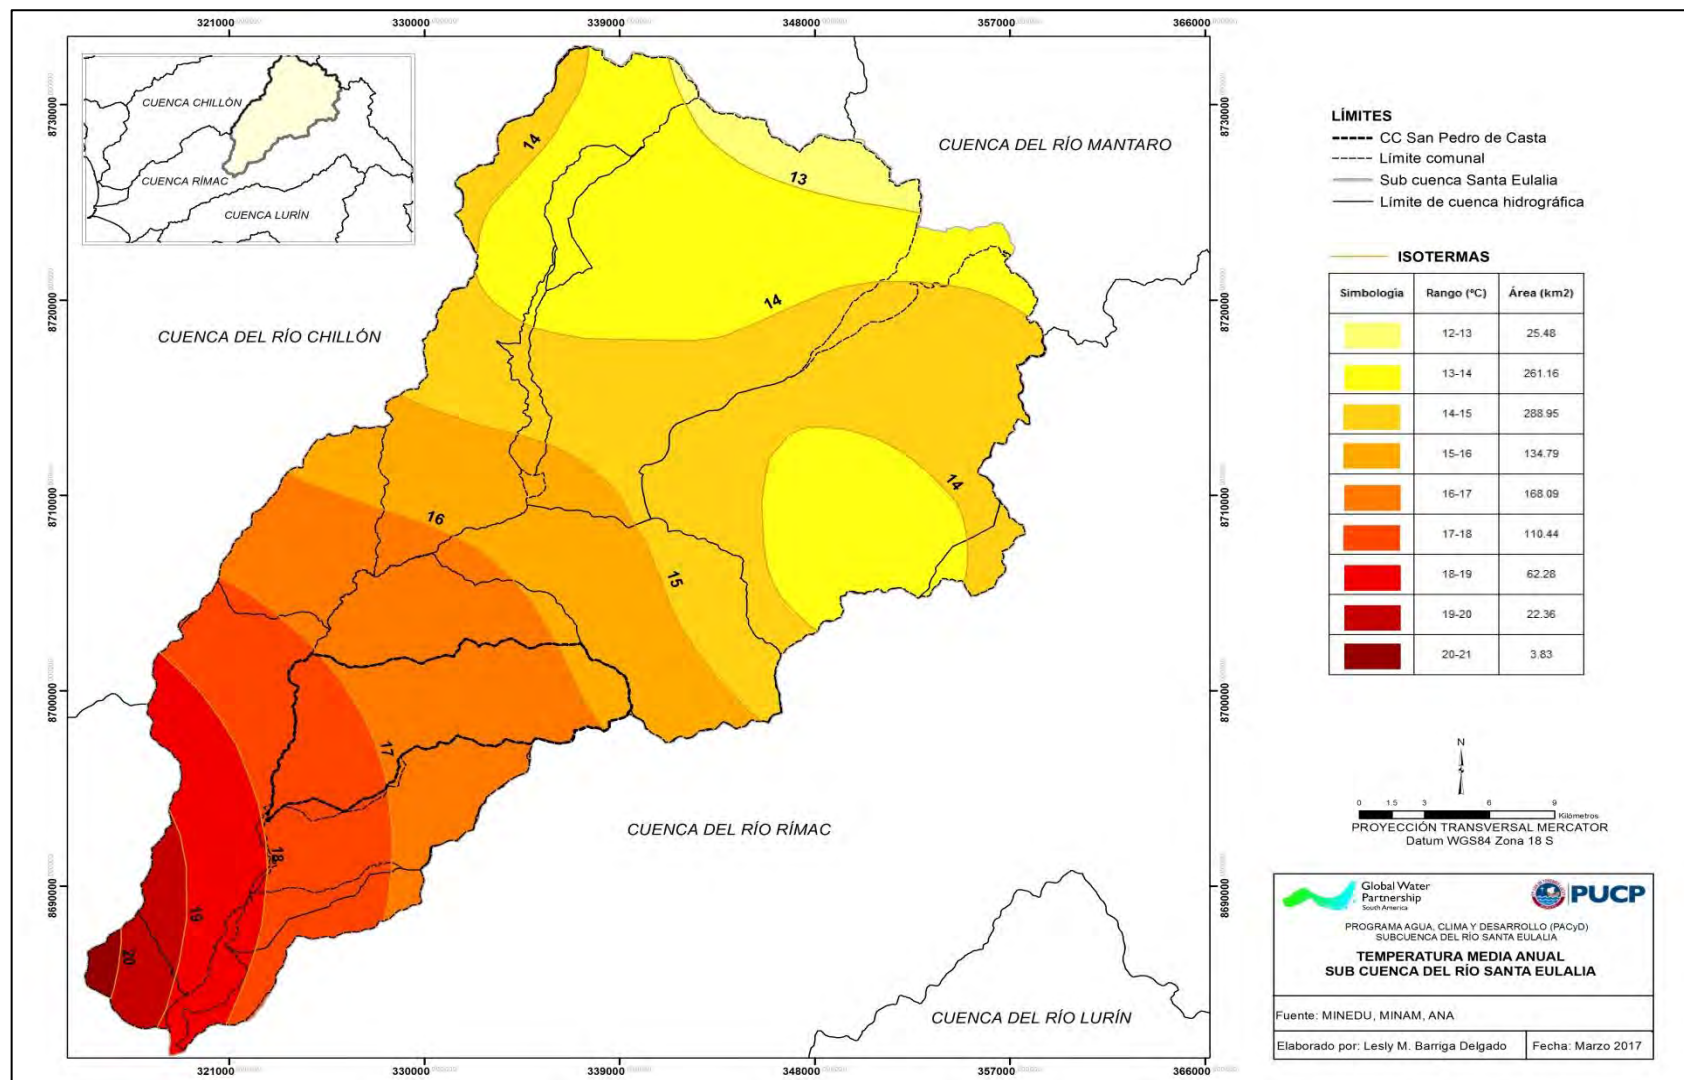 321000
330000
339000
348000
357000
366000
8730000
8720000
8710000
8700000
8690000
CUENCA CHILLÓN
CUENCA RÍMAC
CUENCA LURÍN
CUENCA DEL RÍO MANTARO
CUENCA DEL RÍO CHILLÓN
CUENCA DEL RÍO RÍMAC
CUENCA DEL RÍO LURÍN
14
13
14
14
16
15
17
18
19
20
8730000
8720000
8710000
8700000
8690000
321000
330000
339000
348000
357000
366000
LÍMITES
CC San Pedro de Casta
Límite comunal
Sub cuenca Santa Eulalia
Límite de cuenca hidrográfica
ISOTERMAS
Simbología Rango (°C) Área (km2)
12-13 25.48
13-14 261.16
14-15 288.95
15-16 134.79
16-17 168.09
17-18 110.44
18-19 62.28
19-20 22.36
20-21 3.83
N
0 1.5 3 6 9
Kilómetros
PROYECCIÓN TRANSVERSAL MERCATOR
Datum WGS84 Zona 18 S
Global Water
Partnership
South America
PUCP
PROGRAMA AGUA, CLIMA Y DESARROLLO (PACyD)
SUBCUENCA DEL RÍO SANTA EULALIA
TEMPERATURA MEDIA ANUAL
SUB CUENCA DEL RÍO SANTA EULALIA
Fuente: MINEDU, MINAM, ANA
Elaborado por: Lesly M. Barriga Delgado Fecha: Marzo 2017